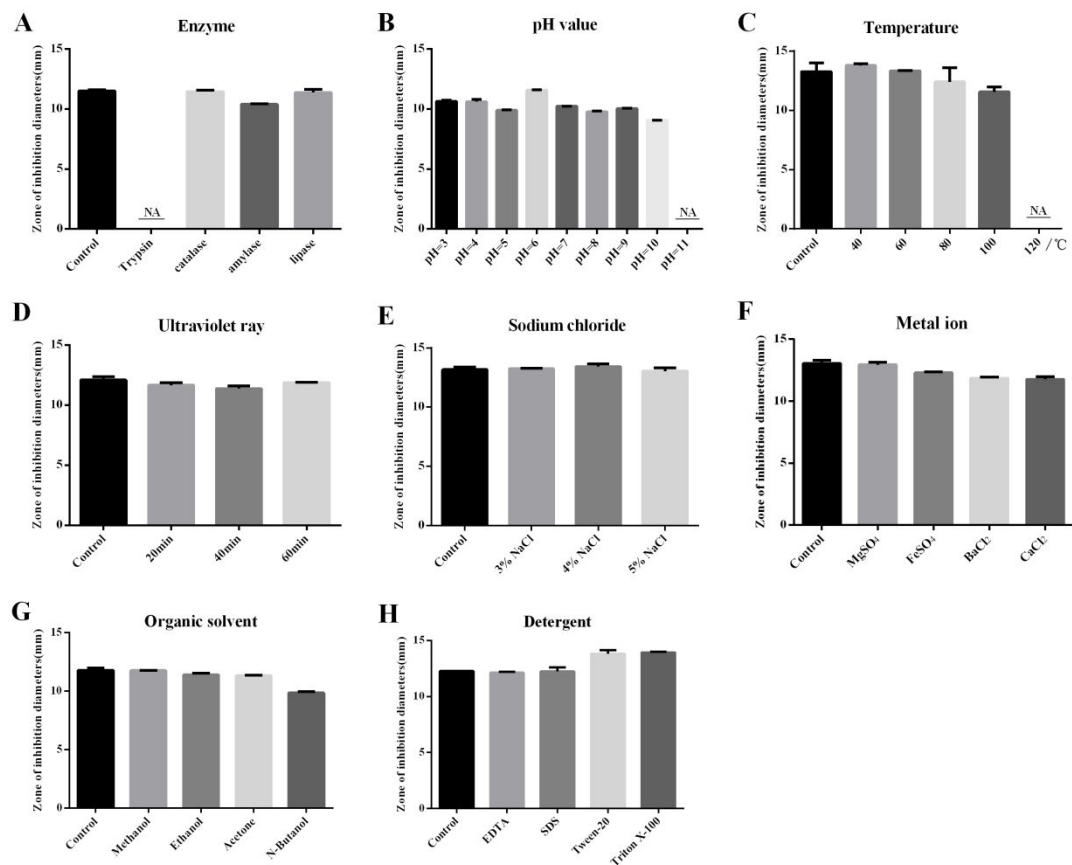 A
Enzyme
Zone of inhibition diameters(mm)
15
10
5
0
NA
Control
Trypsin
catalase
amylase
lipase
B
pH value
Zone of inhibition diameters(mm)
15
10
5
0
NA
pH=3
pH=4
pH=5
pH=6
pH=7
pH=8
pH=9
pH=10
pH=11
C
Temperature
Zone of inhibition diameters(mm)
15
10
5
0
NA
Control
40
60
80
100
120 /℃
D
Ultraviolet ray
Zone of inhibition diameters(mm)
15
10
5
0
Control
20min
40min
60min
E
Sodium chloride
Zone of inhibition diameters(mm)
15
10
5
0
Control
3% NaCl
4% NaCl
5% NaCl
F
Metal ion
Zone of inhibition diameters(mm)
15
10
5
0
Control
MgSO₄
FeSO₄
BaCl₂
CaCl₂
G
Organic solvent
Zone of inhibition diameters(mm)
15
10
5
0
Control
Methanol
Ethanol
Acetone
N-Butanol
H
Detergent
Zone of inhibition diameters(mm)
15
10
5
0
Control
EDTA
SDS
Tween-20
Triton X-100